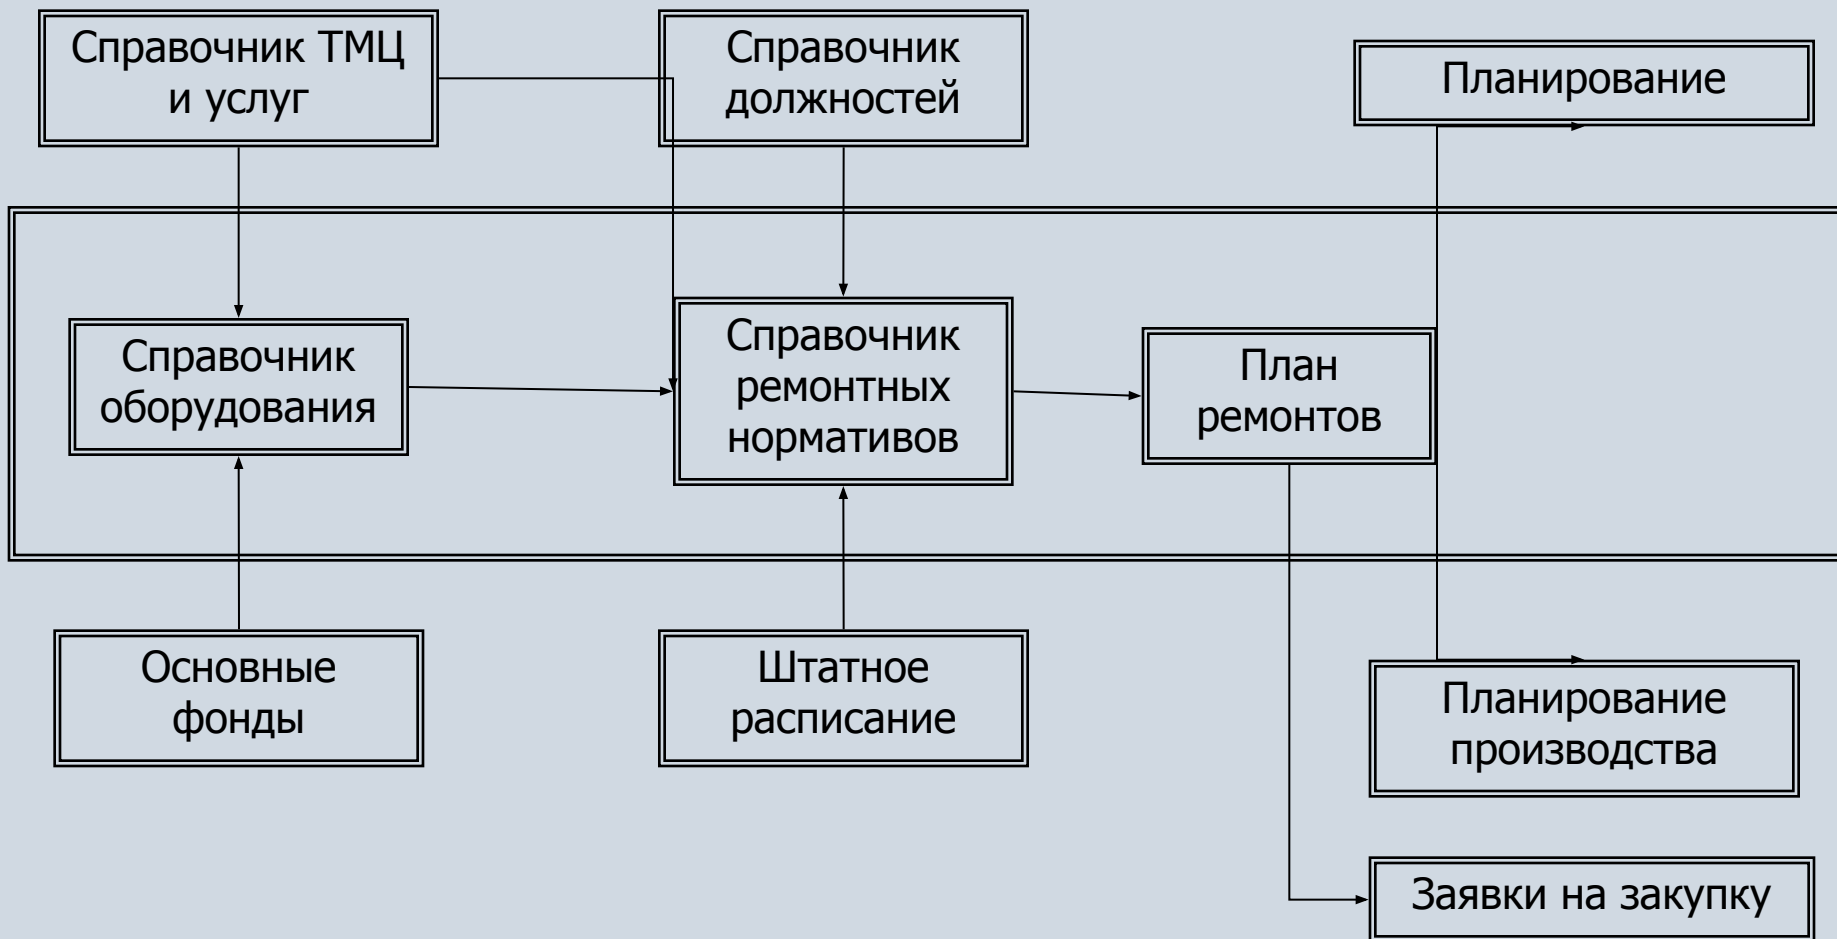 Справочник ТМЦ
и услуг
Справочник
должностей
Планирование
Справочник
оборудования
Справочник
ремонтных
нормативов
План
ремонтов
Основные
фонды
Штатное
расписание
Планирование
производства
Заявки на закупку